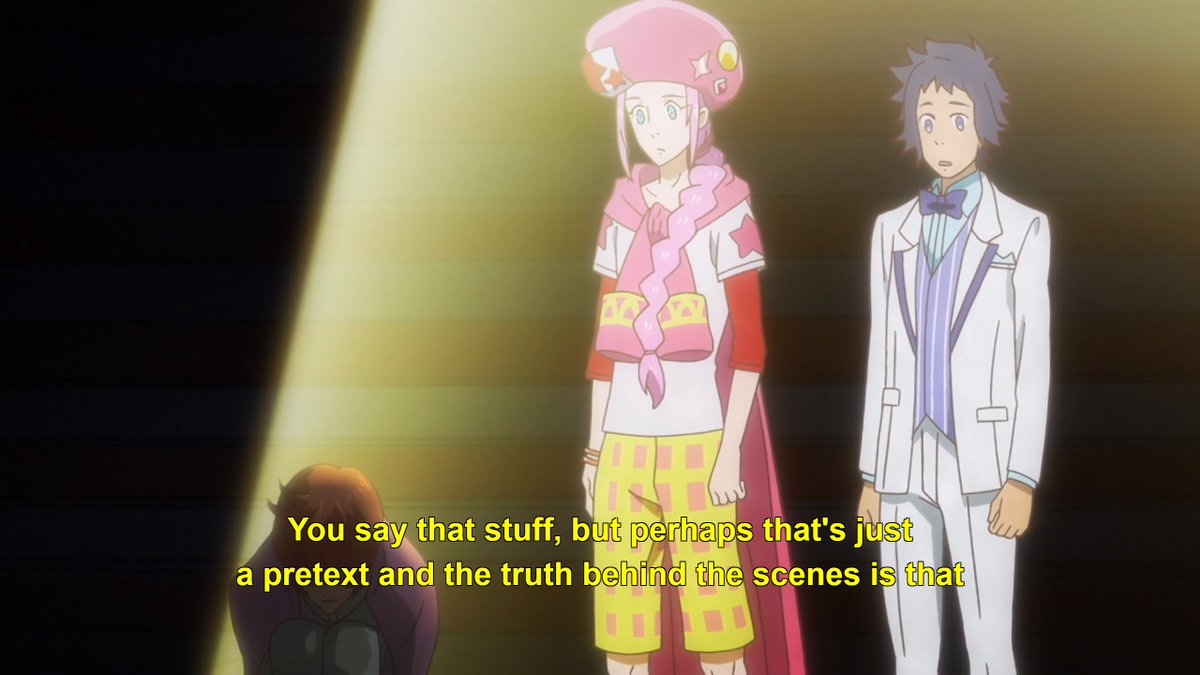 You say that stuff, but perhaps that's just
a pretext and the truth behind the scenes is that